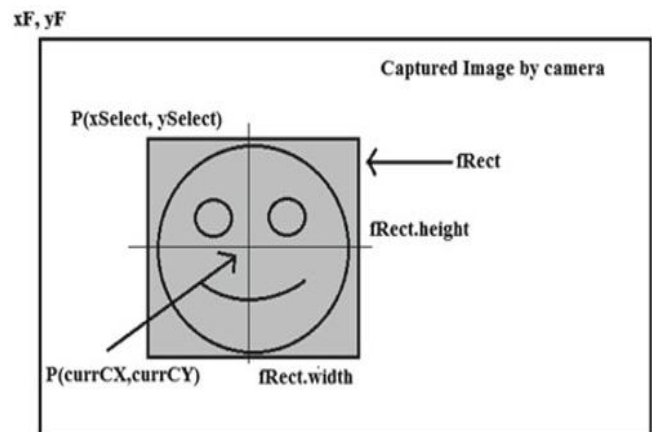 xF, yF
Captured Image by camera
P(xSelect, ySelect)
fRect
fRect.height
P(currCX,currCY)
fRect.width